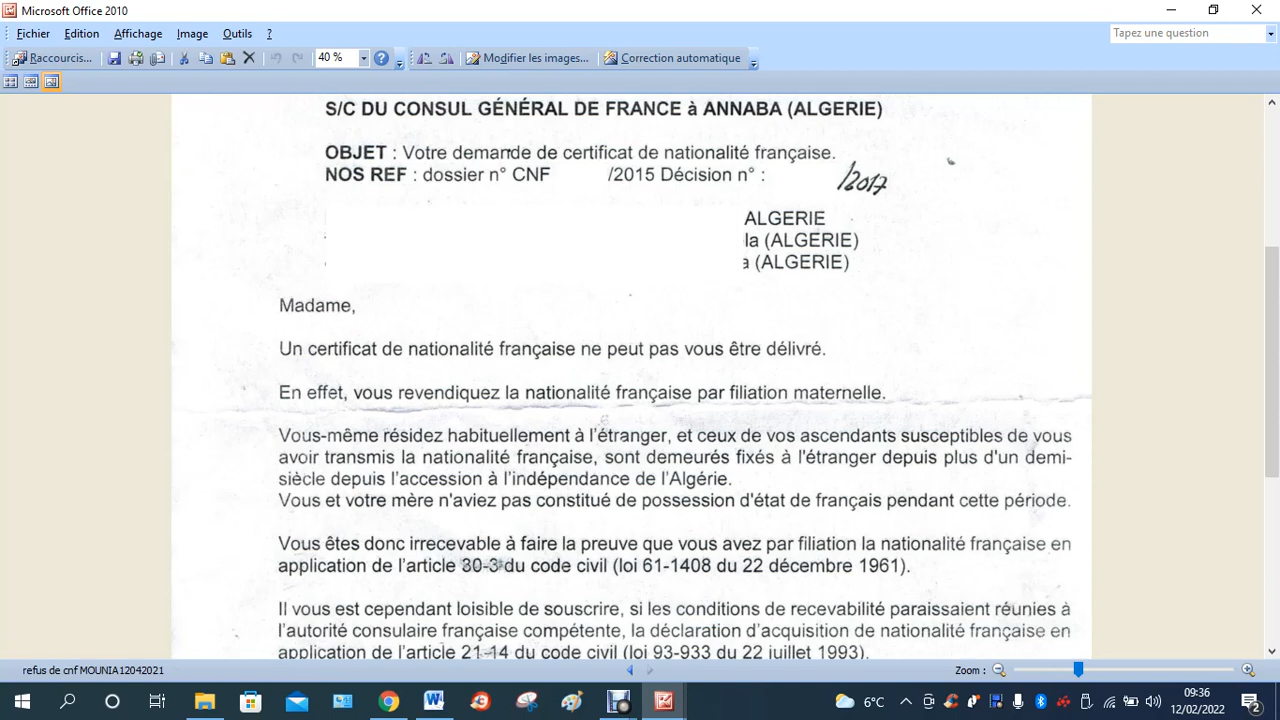 Microsoft Office 2010
Fichier Edition Affichage Image Outils ?
Tapez une question
Raccourcis... 40 % Modifier les images... Correction automatique
S/C DU CONSUL GÉNÉRAL DE FRANCE à ANNABA (ALGERIE)
OBJET : Votre demande de certificat de nationalité française.
NOS REF : dossier n° CNF /2015 Décision n° : /2017
ALGERIE
la (ALGERIE)
a (ALGERIE)
Madame,
Un certificat de nationalité française ne peut pas vous être délivré.
En effet, vous revendiquez la nationalité française par filiation maternelle.
Vous-même résidez habituellement à l'étranger, et ceux de vos ascendants susceptibles de vous
avoir transmis la nationalité française, sont demeurés fixés à l'étranger depuis plus d'un demi-
siècle depuis l'accession à l'indépendance de l'Algérie.
Vous et votre mère n'aviez pas constitué de possession d'état de français pendant cette période.
Vous êtes donc irrecevable à faire la preuve que vous avez par filiation la nationalité française en
application de l'article 30-3 du code civil (loi 61-1408 du 22 décembre 1961).
Il vous est cependant loisible de souscrire, si les conditions de recevabilité paraissaient réunies à
l'autorité consulaire française compétente, la déclaration d'acquisition de nationalité française en
application de l'article 21-14 du code civil (loi 93-933 du 22 juillet 1993).
refus de cnf MOUNIA12042021
Zoom :
6°C
09:36
12/02/2022
2